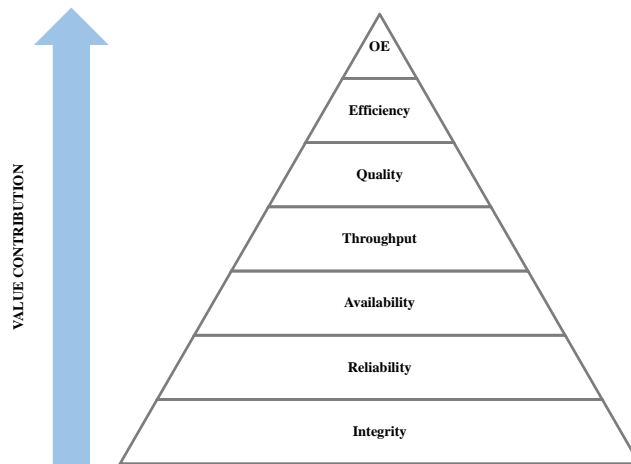 OE
Efficiency
Quality
Throughput
Availability
Reliability
Integrity
VALUE CONTRIBUTION